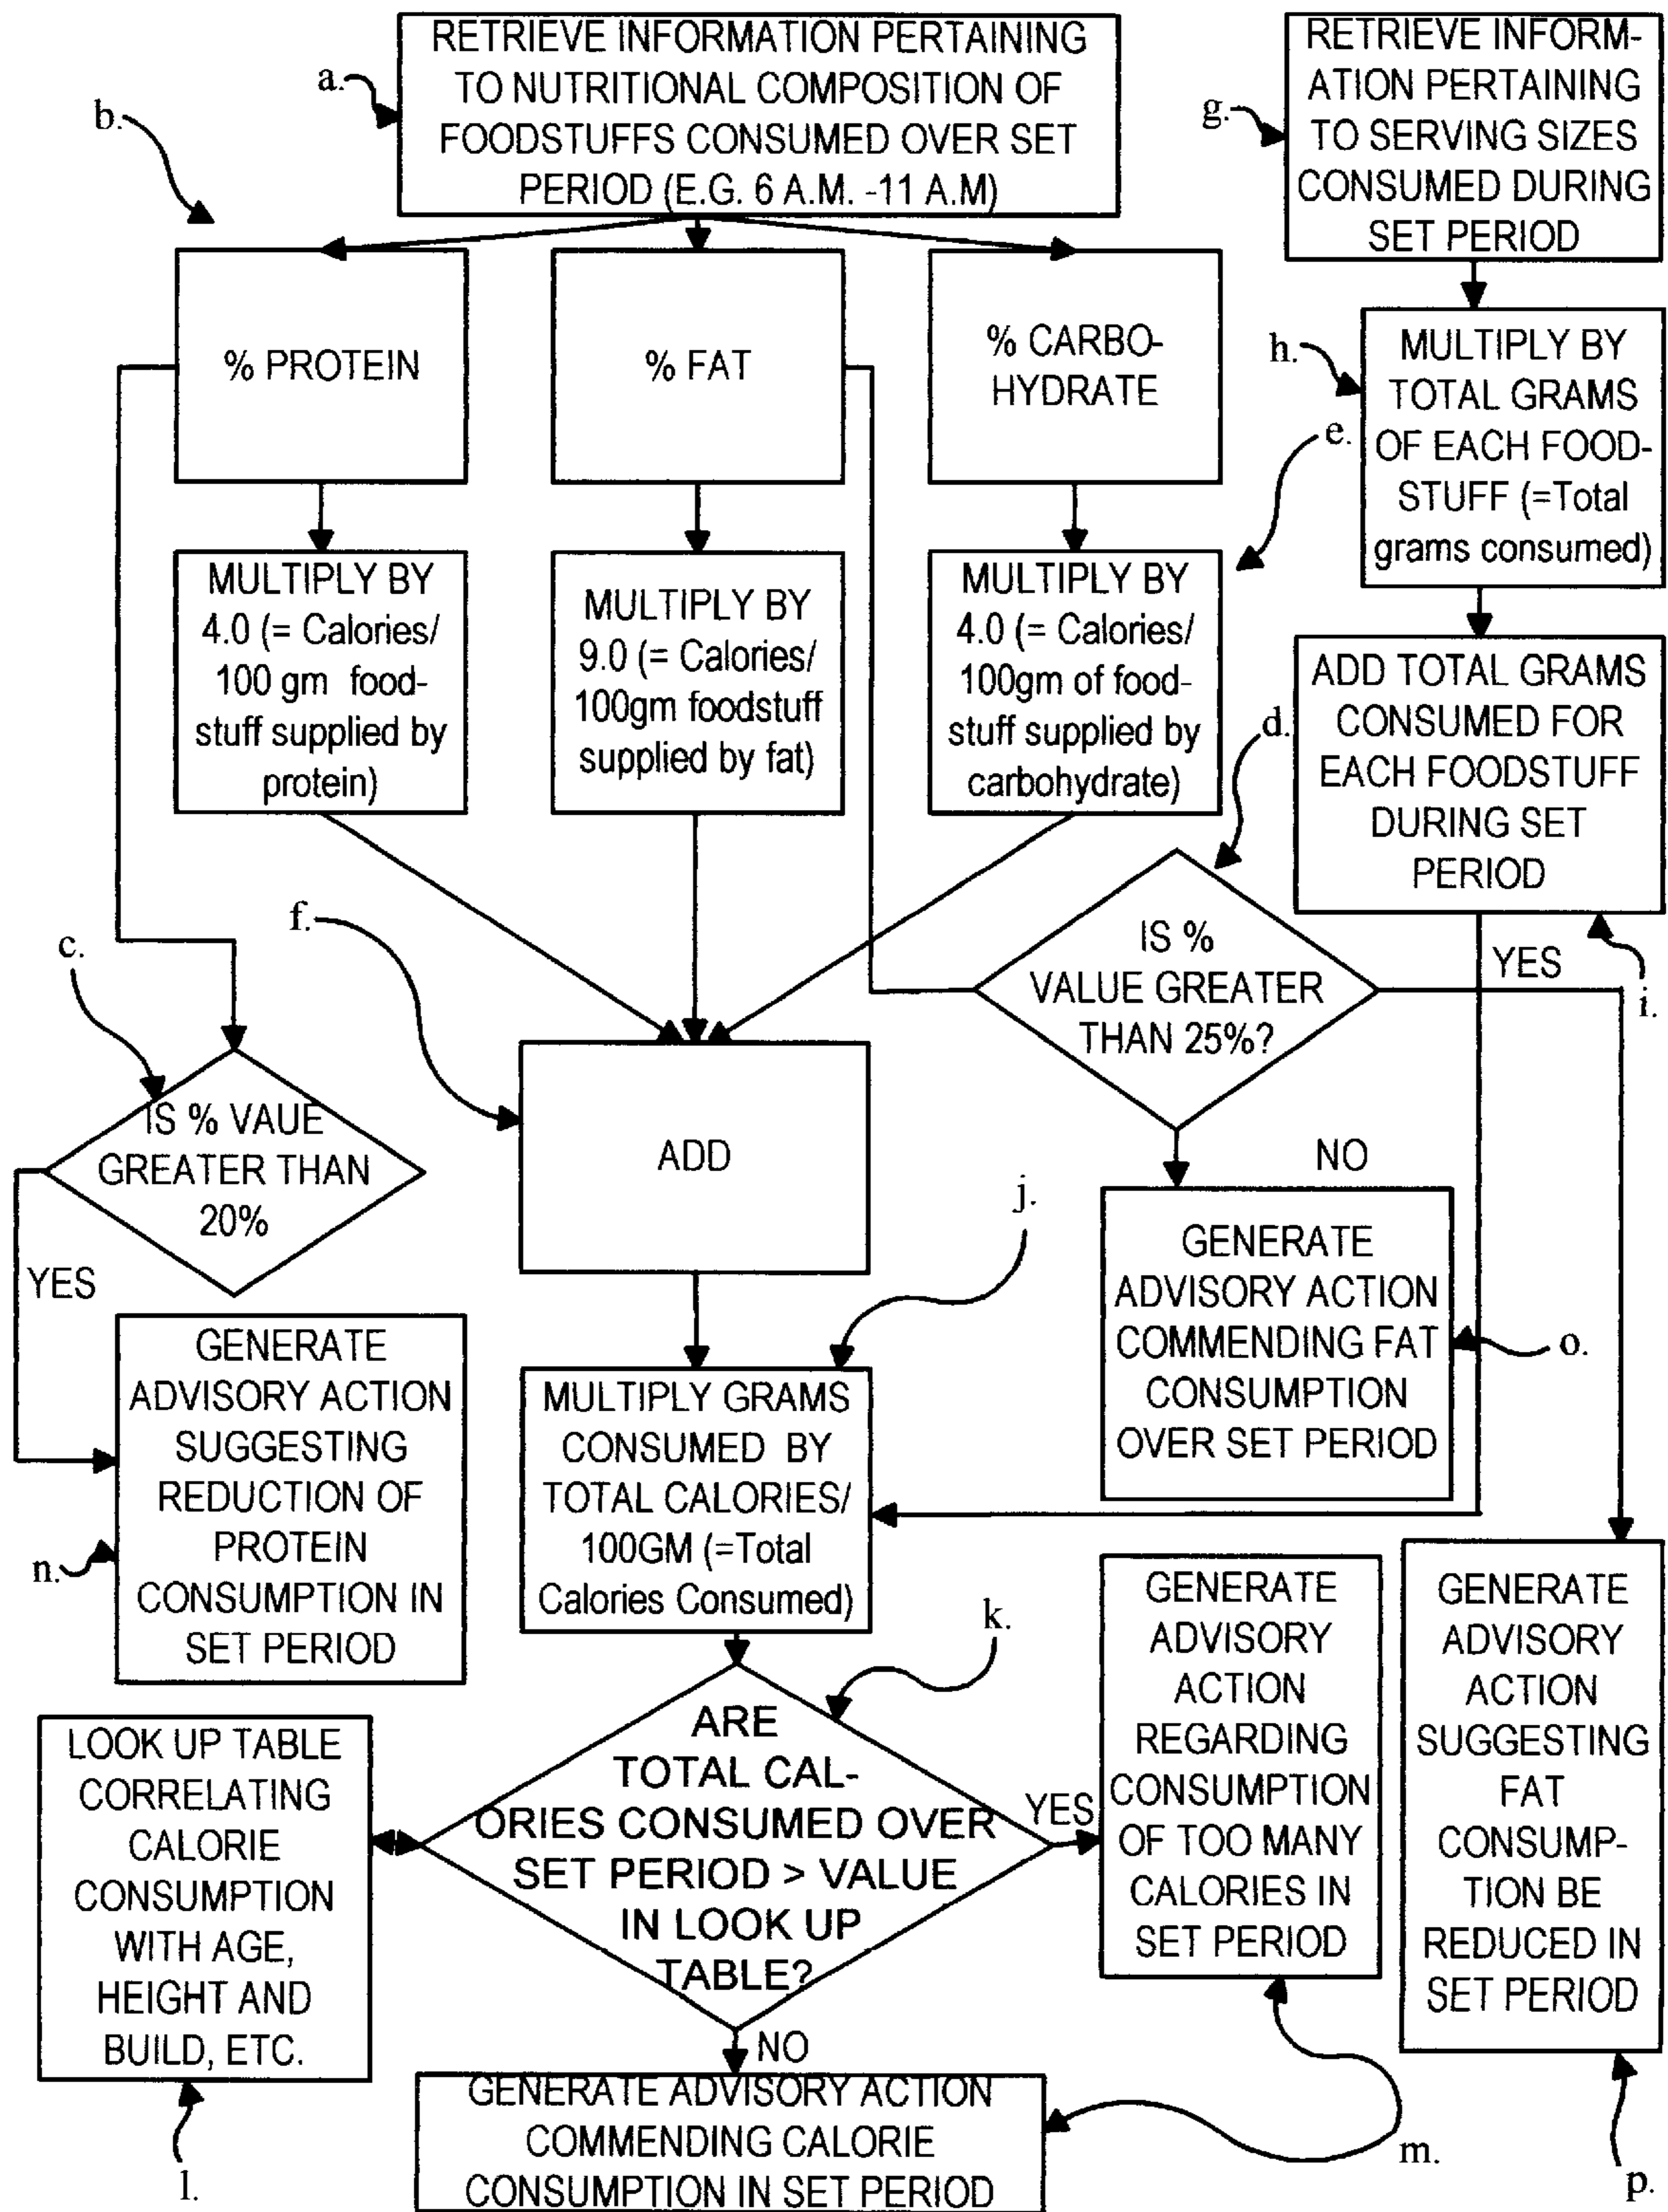 RETRIEVE INFORMATION PERTAINING
TO NUTRITIONAL COMPOSITION OF
FOODSTUFFS CONSUMED OVER SET
PERIOD (E.G. 6 A.M. -11 A.M)
a.
b.
RETRIEVE INFORM-
ATION PERTAINING
TO SERVING SIZES
CONSUMED DURING
SET PERIOD
g.
% PROTEIN
% FAT
% CARBO-
HYDRATE
h.
MULTIPLY BY
TOTAL GRAMS
OF EACH FOOD-
STUFF (=Total
grams consumed)
e.
MULTIPLY BY
4.0 (= Calories/
100 gm food-
stuff supplied by
protein)
MULTIPLY BY
9.0 (= Calories/
100gm foodstuff
supplied by fat)
MULTIPLY BY
4.0 (= Calories/
100gm of food-
stuff supplied by
carbohydrate)
ADD TOTAL GRAMS
CONSUMED FOR
EACH FOODSTUFF
DURING SET
PERIOD
d.
f.
c.
IS %
VALUE GREATER
THAN 25%?
YES
i.
IS % VAUE
GREATER THAN
20%
YES
ADD
NO
j.
GENERATE
ADVISORY ACTION
COMMENDING FAT
CONSUMPTION
OVER SET PERIOD
o.
GENERATE
ADVISORY ACTION
SUGGESTING
REDUCTION OF
PROTEIN
CONSUMPTION IN
SET PERIOD
n.
MULTIPLY GRAMS
CONSUMED BY
TOTAL CALORIES/
100GM (=Total
Calories Consumed)
k.
GENERATE
ADVISORY
ACTION
REGARDING
CONSUMPTION
OF TOO MANY
CALORIES IN
SET PERIOD
GENERATE
ADVISORY
ACTION
SUGGESTING
FAT
CONSUMP-
TION BE
REDUCED IN
SET PERIOD
LOOK UP TABLE
CORRELATING
CALORIE
CONSUMPTION
WITH AGE,
HEIGHT AND
BUILD, ETC.
ARE
TOTAL CAL-
ORIES CONSUMED OVER
SET PERIOD > VALUE
IN LOOK UP
TABLE?
YES
NO
GENERATE ADVISORY ACTION
COMMENDING CALORIE
CONSUMPTION IN SET PERIOD
l.
m.
p.